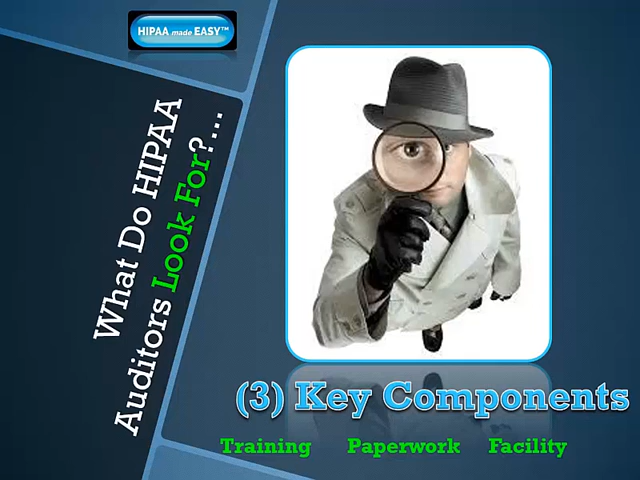 HIPAA made EASY™
What Do HIPAA
Auditors Look For?...
(3) Key Components
Training Paperwork Facility